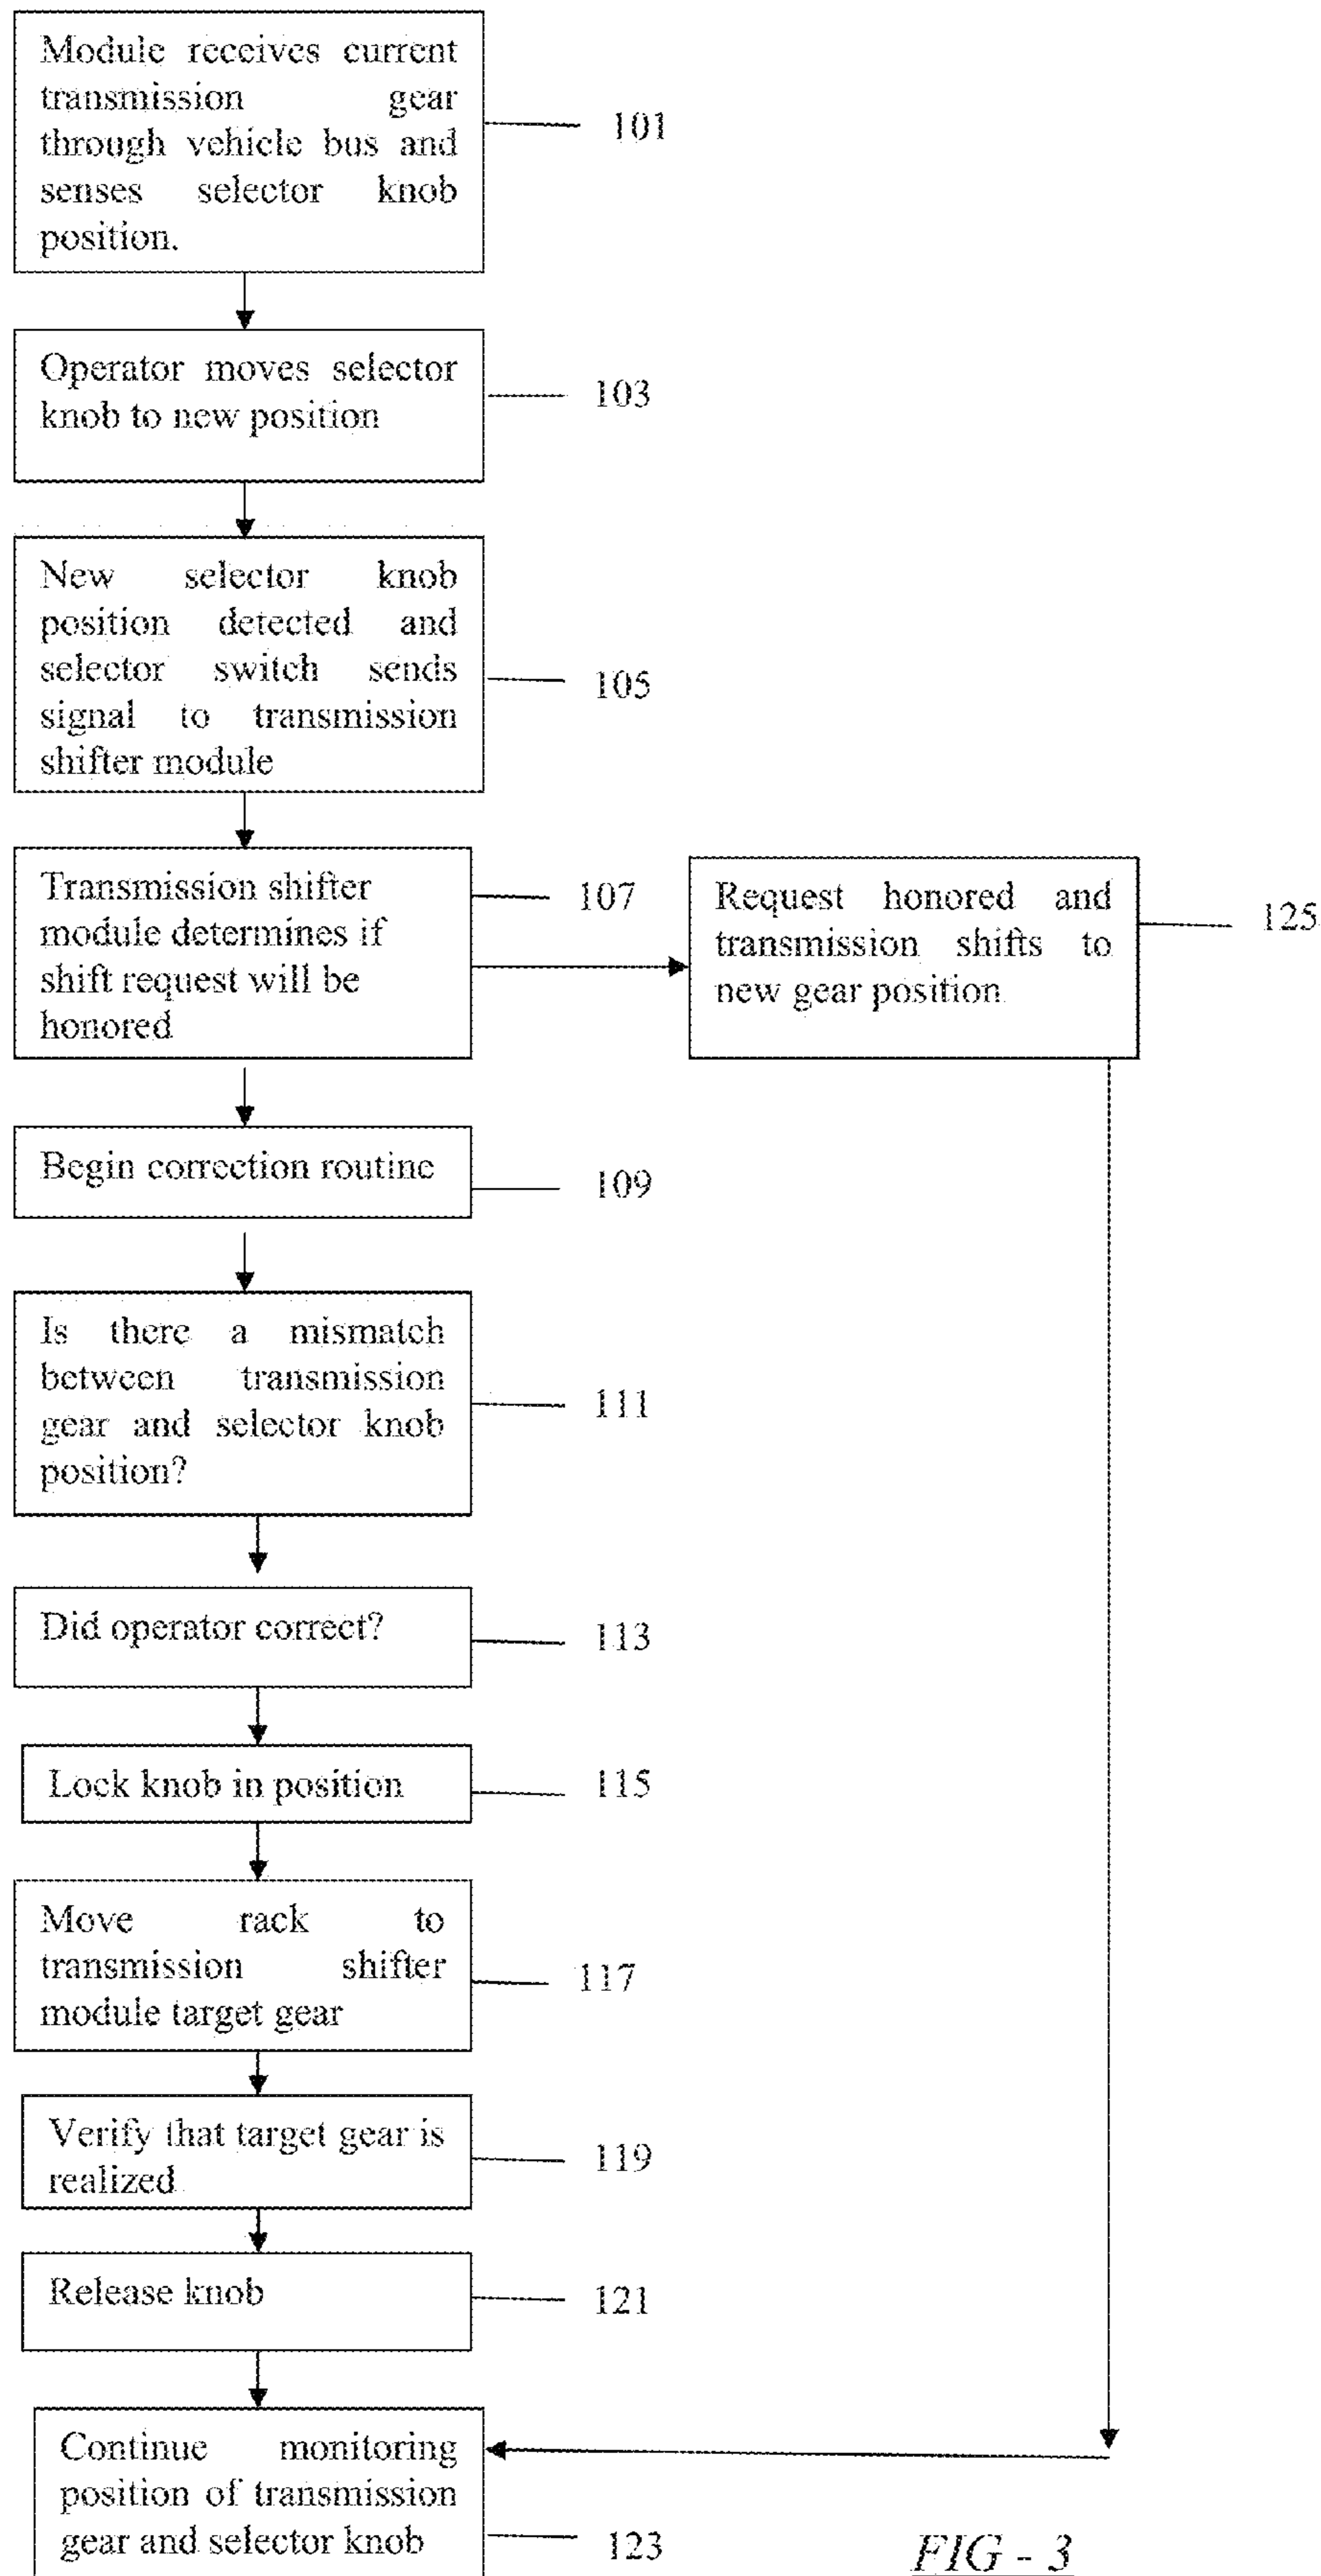 Module receives current
transmission gear
through vehicle bus and
senses selector knob
position.
101
Operator moves selector
knob to new position
103
New selector knob
position detected and
selector switch sends
signal to transmission
shifter module
105
Transmission shifter
module determines if
shift request will be
honored
107
Request honored and
transmission shifts to
new gear position
125
Begin correction routine
109
Is there a mismatch
between transmission
gear and selector knob
position?
111
Did operator correct?
113
Lock knob in position
115
Move rack to
transmission shifter
module target gear
117
Verify that target gear is
realized
119
Release knob
121
Continue monitoring
position of transmission
gear and selector knob
123
FIG - 3